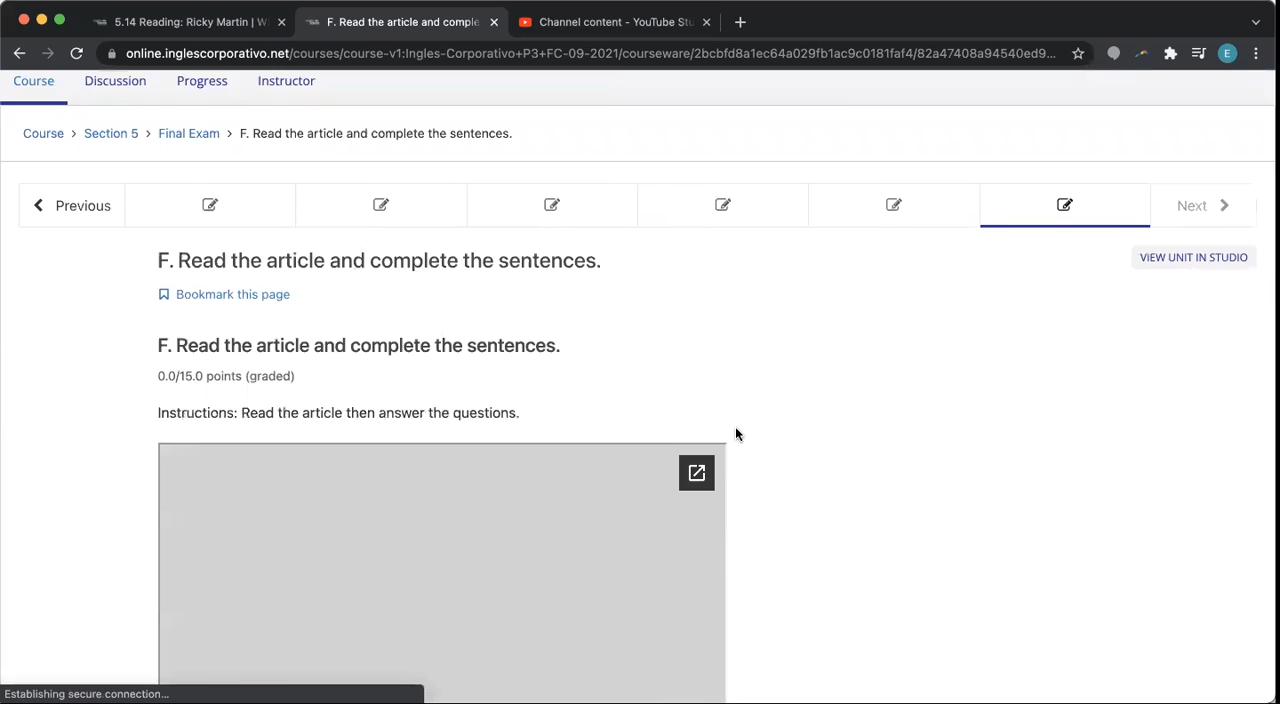 5.14 Reading: Ricky Martin | W
F. Read the article and comple
Channel content - YouTube Stu
online.inglescorporativo.net/courses/course-v1:Ingles-Corporativo+P3+FC-09-2021/courseware/2bcbfd8a1ec64a029fb1ac9c0181faf4/82a47408a94540ed9...
E
Course
Discussion
Progress
Instructor
Course > Section 5 > Final Exam > F. Read the article and complete the sentences.
Previous
Next
F. Read the article and complete the sentences.
VIEW UNIT IN STUDIO
Bookmark this page
F. Read the article and complete the sentences.
0.0/15.0 points (graded)
Instructions: Read the article then answer the questions.
Establishing secure connection...